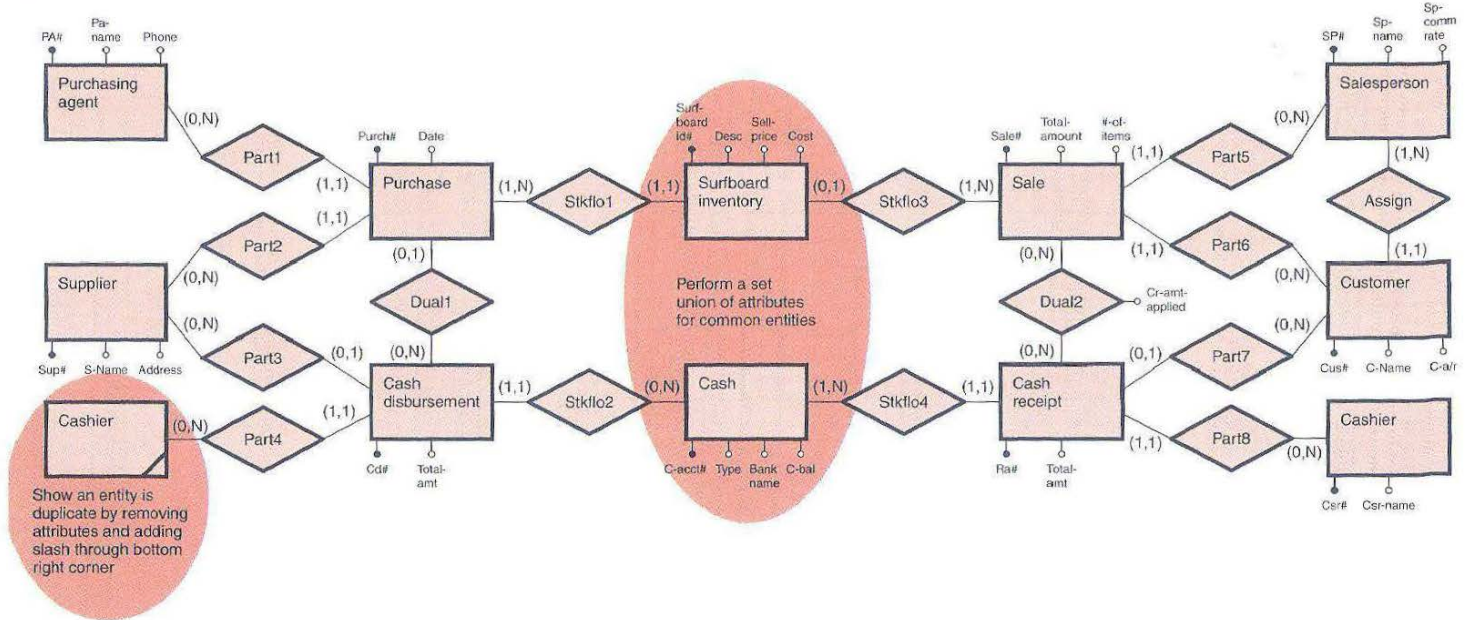 PA#
Pa-
name
Phone
Purchasing
agent
(0,N)
Part1
(1,1)
Purch#
Date
Purchase
(1,1)
Part2
(0,N)
Supplier
Sup#
S-Name
Address
(0,N)
Part3
(0,1)
(0,1)
Dual1
(0,N)
Cash
disbursement
Cd#
Total-
amt
Cashier
(0,N)
Part4
(1,1)
Show an entity is
duplicate by removing
attributes and adding
slash through bottom
right corner
(1,N)
Stkflo1
(1,1)
Surf-
board
id#
Desc
Sell-
price
Cost
Surfboard
inventory
(0,1)
Stkflo3
(1,N)
Perform a set
union of attributes
for common entities
(1,1)
Stkflo2
(0,N)
Cash
C-acct#
Type
Bank
name
C-bal
(1,N)
Stkflo4
(1,1)
Sale#
Total-
amount
#-of-
items
Sale
(0,N)
Dual2
Cr-amt-
applied
(0,N)
Cash
receipt
Ra#
Total-
amt
(1,1)
Part5
(0,N)
SP#
Sp-
name
Sp-
comm
rate
Salesperson
(1,N)
Assign
(1,1)
(1,1)
Part6
(0,N)
Customer
Cus#
C-Name
C-a/r
(0,1)
Part7
(0,N)
(1,1)
Part8
(0,N)
Cashier
Csr#
Csr-name